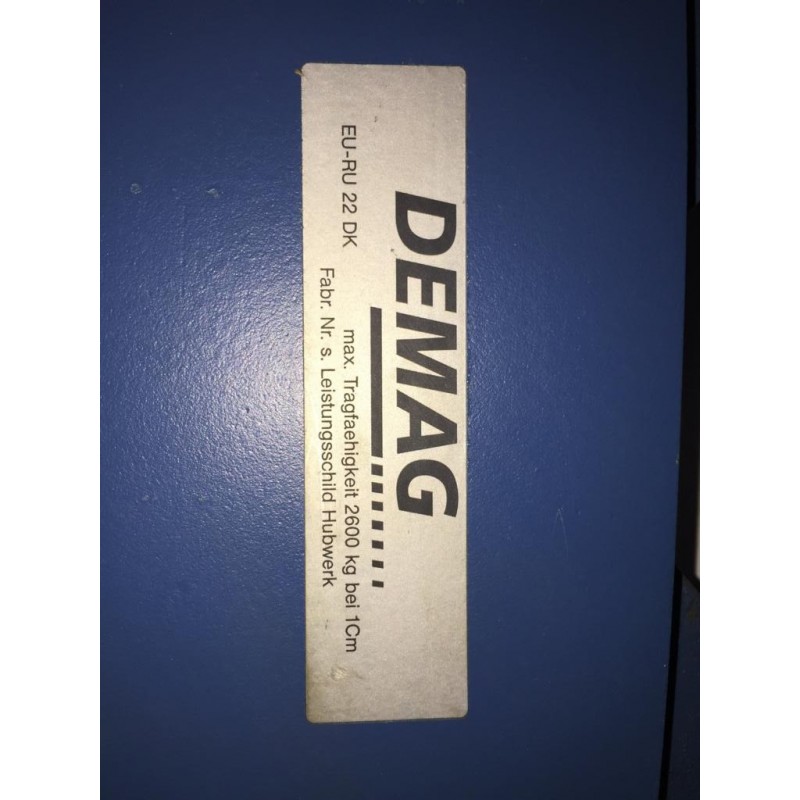 DEMAG
EU-RU 22 DK max. Tragfaehigkeit 2600 kg bei 1Cm
Fabr. Nr. s. Leistungsschild Hubwerk